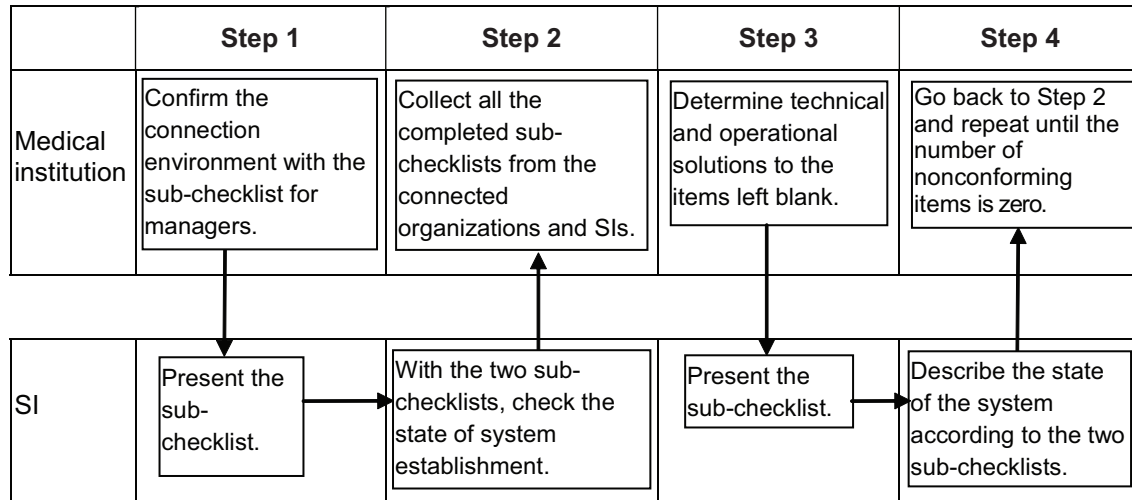 Step 1
Step 2
Step 3
Step 4
Medical
institution
Confirm the
connection
environment with the
sub-checklist for
managers.
Collect all the
completed sub-
checklists from the
connected
organizations and SIs.
Determine technical
and operational
solutions to the
items left blank.
Go back to Step 2
and repeat until the
number of
nonconforming
items is zero.
SI
Present the
sub-
checklist.
With the two sub-
checklists, check the
state of system
establishment.
Present the
sub-checklist.
Describe the state
of the system
according to the two
sub-checklists.